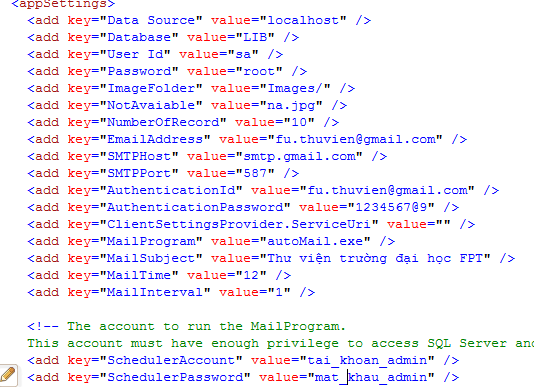 <appSettings>
<add key="Data Source" value="localhost" />
<add key="Database" value="LIB" />
<add key="User Id" value="sa" />
<add key="Password" value="root" />
<add key="ImageFolder" value="Images/" />
<add key="NotAvaiable" value="na.jpg" />
<add key="NumberOfRecord" value="10" />
<add key="EmailAddress" value="fu.thuvien@gmail.com" />
<add key="SMTPHost" value="smtp.gmail.com" />
<add key="SMTPPort" value="587" />
<add key="AuthenticationId" value="fu.thuvien@gmail.com" />
<add key="AuthenticationPassword" value="1234567@9" />
<add key="ClientSettingsProvider.ServiceUri" value="" />
<add key="MailProgram" value="autoMail.exe" />
<add key="MailSubject" value="Thư viện trường đại học FPT" />
<add key="MailTime" value="12" />
<add key="MailInterval" value="1" />
<!-- The account to run the MailProgram.
This account must have enough privilege to access SQL Server and
<add key="SchedulerAccount" value="tai_khoan_admin" />
<add key="SchedulerPassword" value="mat_khau_admin" />